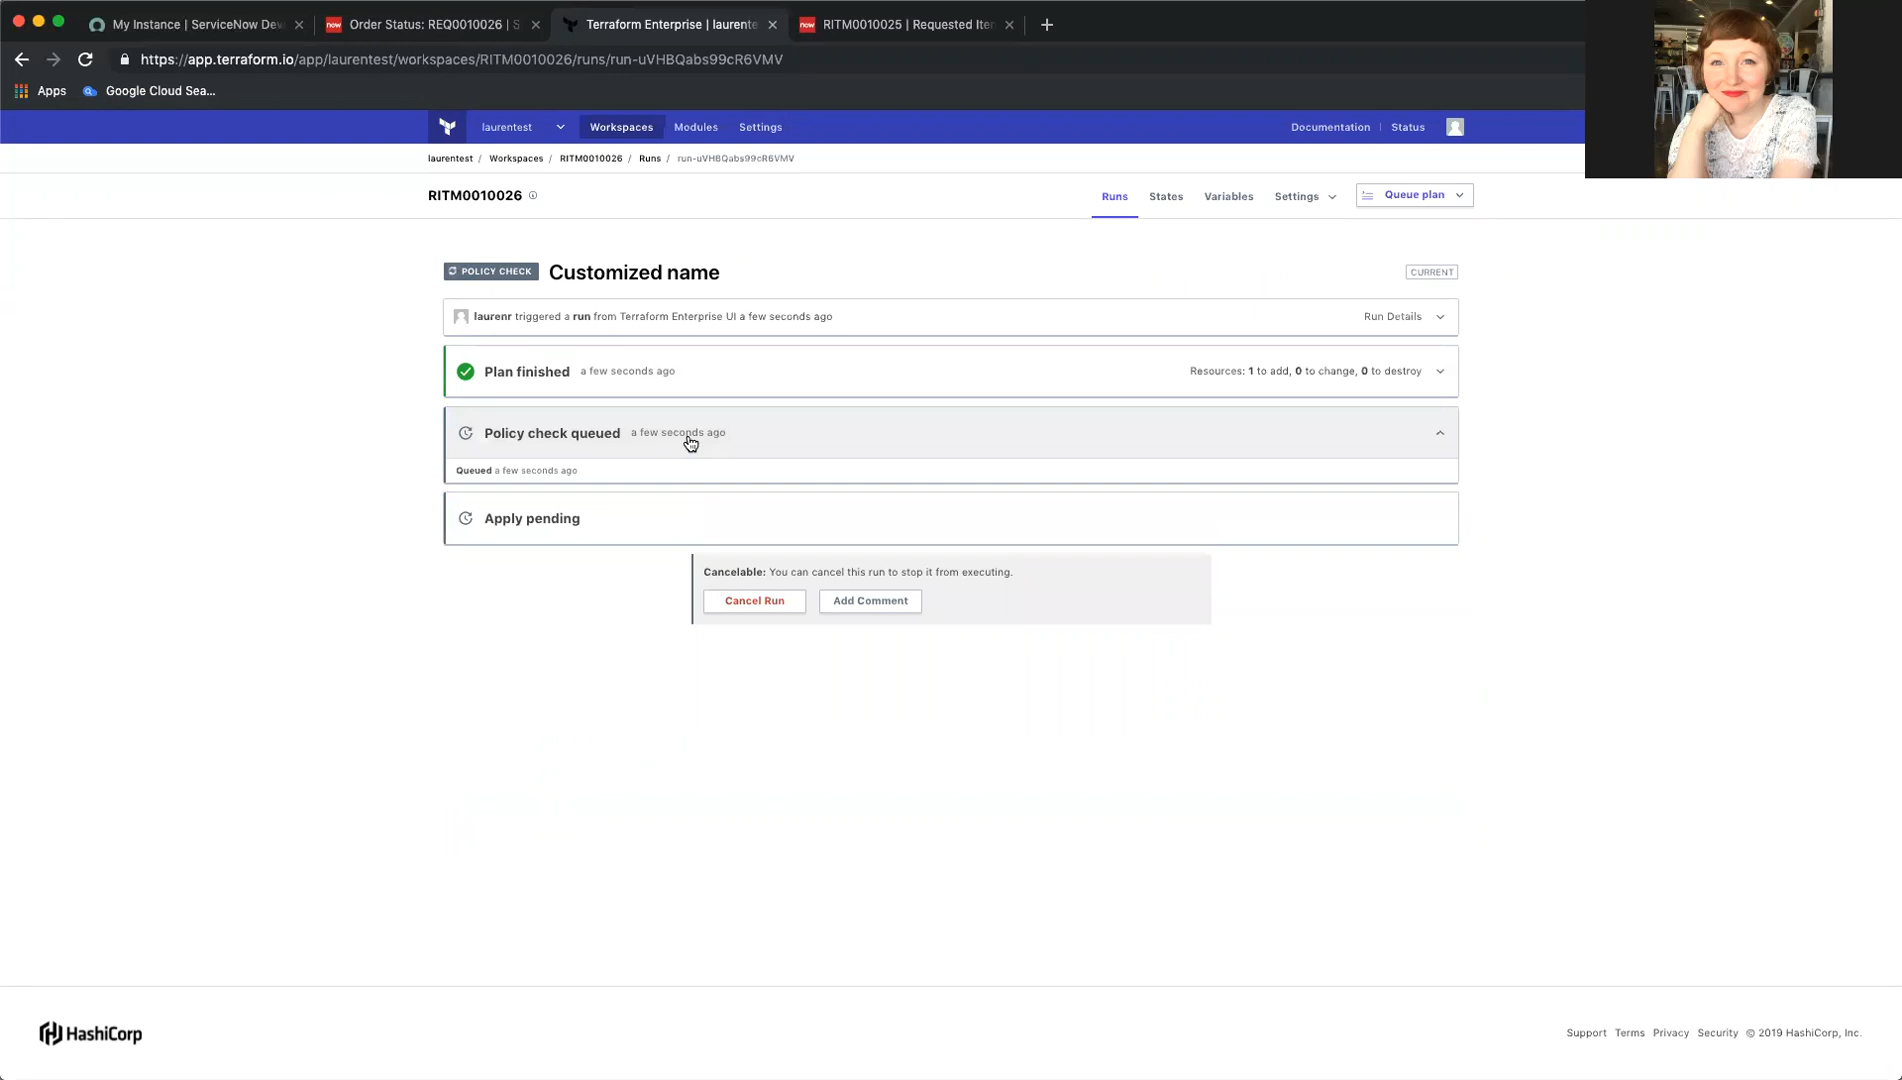 My Instance | ServiceNow Dev
Order Status: REQ0010026 | S
Terraform Enterprise | laurente
RITM0010025 | Requested Iter
https://app.terraform.io/app/laurentest/workspaces/RITM0010026/runs/run-uVHBQabs99cR6VMV
Apps
Google Cloud Sea...
laurentest
Workspaces
Modules
Settings
Documentation
Status
laurentest / Workspaces / RITM0010026 / Runs / run-uVHBQabs99cR6VMV
RITM0010026
Runs
States
Variables
Settings
Queue plan
POLICY CHECK
Customized name
CURRENT
laurenr triggered a run from Terraform Enterprise UI a few seconds ago
Run Details
Plan finished a few seconds ago
Resources: 1 to add, 0 to change, 0 to destroy
Policy check queued a few seconds ago
Queued a few seconds ago
Apply pending
Cancelable: You can cancel this run to stop it from executing.
Cancel Run
Add Comment
HashiCorp
Support Terms Privacy Security © 2019 HashiCorp, Inc.